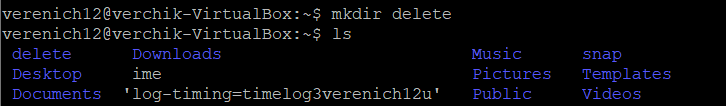 verenich12@verchik-VirtualBox:~$ mkdir delete
verenich12@verchik-VirtualBox:~$ ls
delete Downloads Music snap
Desktop ime Pictures Templates
Documents 'log-timing=timelog3verenich12u' Public Videos